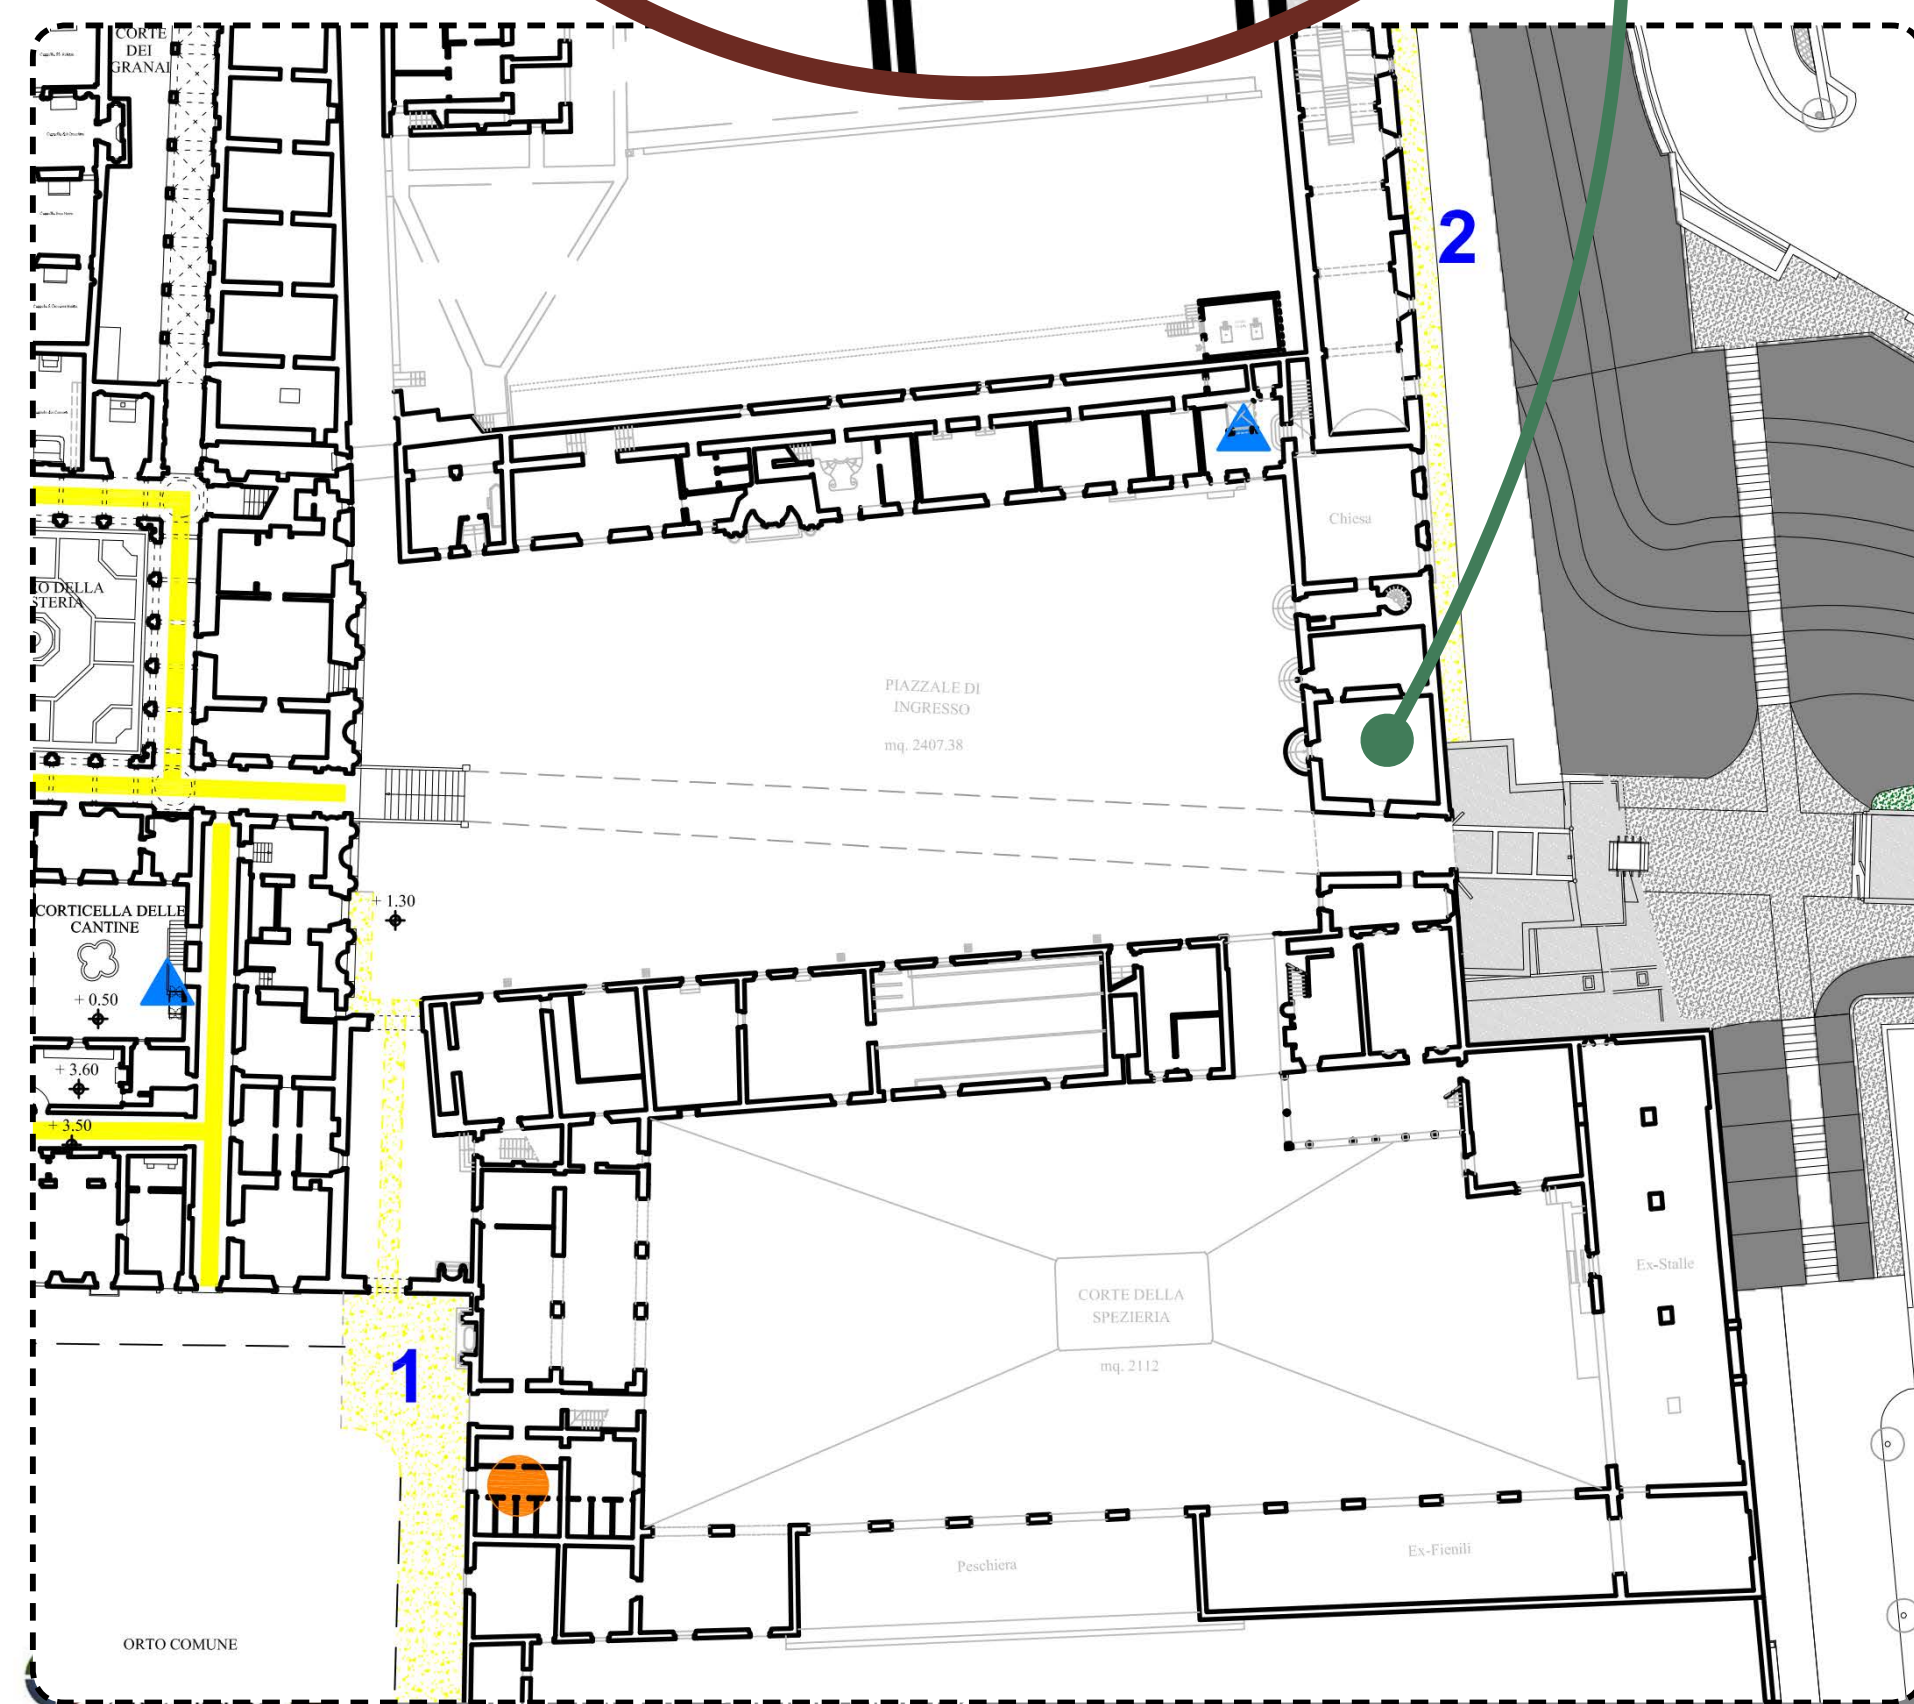 CORTE
DEI
GRANAI
2
Chiesa
O DELLA
STERIA
PIAZZALE DI
INGRESSO
mq. 2407.38
+ 1.30
CORTICELLA DELLE
CANTINE
+ 0.50
+ 3.60
+ 3.50
Ex-Stalle
CORTE DELLA
SPEZIERIA
mq. 2112
1
Peschiera
Ex-Fienili
ORTO COMUNE